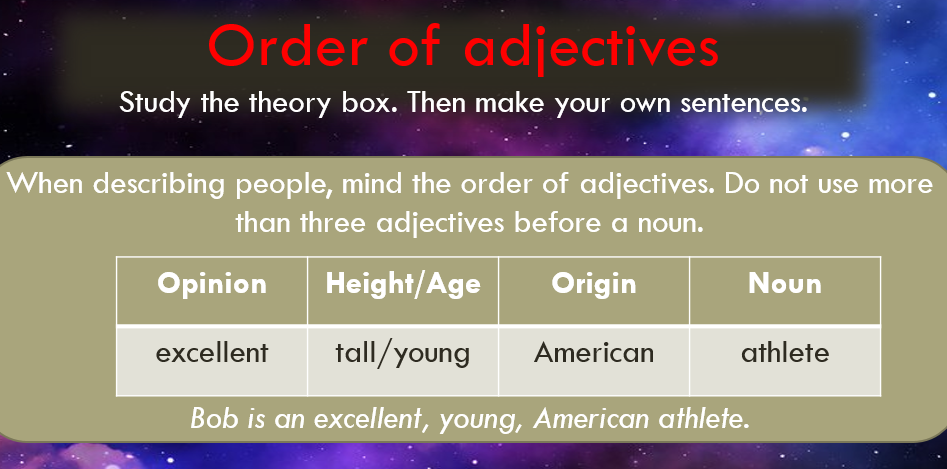 Order of adjectives
Study the theory box. Then make your own sentences.
When describing people, mind the order of adjectives. Do not use more
than three adjectives before a noun.
Opinion Height/Age Origin Noun
excellent tall/young American athlete
Bob is an excellent, young, American athlete.